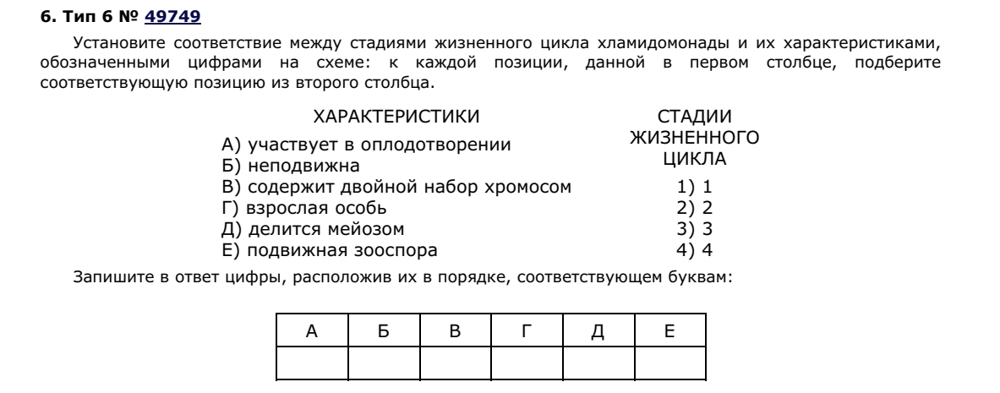 6. Тип 6 № 49749
Установите соответствие между стадиями жизненного цикла хламидомонады и их характеристиками,
обозначенными цифрами на схеме: к каждой позиции, данной в первом столбце, подберите
соответствующую позицию из второго столбца.
ХАРАКТЕРИСТИКИ
А) участвует в оплодотворении
Б) неподвижна
В) содержит двойной набор хромосом
Г) взрослая особь
Д) делится мейозом
Е) подвижная зооспора
СТАДИИ
ЖИЗНЕННОГО
ЦИКЛА
1) 1
2) 2
3) 3
4) 4
Запишите в ответ цифры, расположив их в порядке, соответствующем буквам:
А Б В Г Д Е